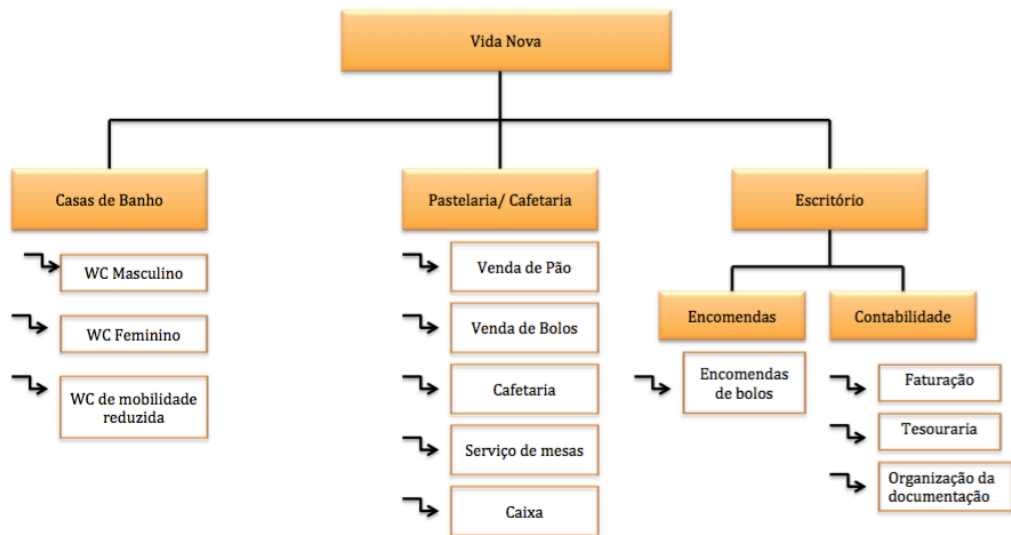 Vida Nova
Casas de Banho
WC Masculino
WC Feminino
WC de mobilidade
reduzida
Pastelaria/ Cafetaria
Venda de Pão
Venda de Bolos
Cafetaria
Serviço de mesas
Caixa
Escritório
Encomendas
Encomendas
de bolos
Contabilidade
Faturação
Tesouraria
Organização da
documentação